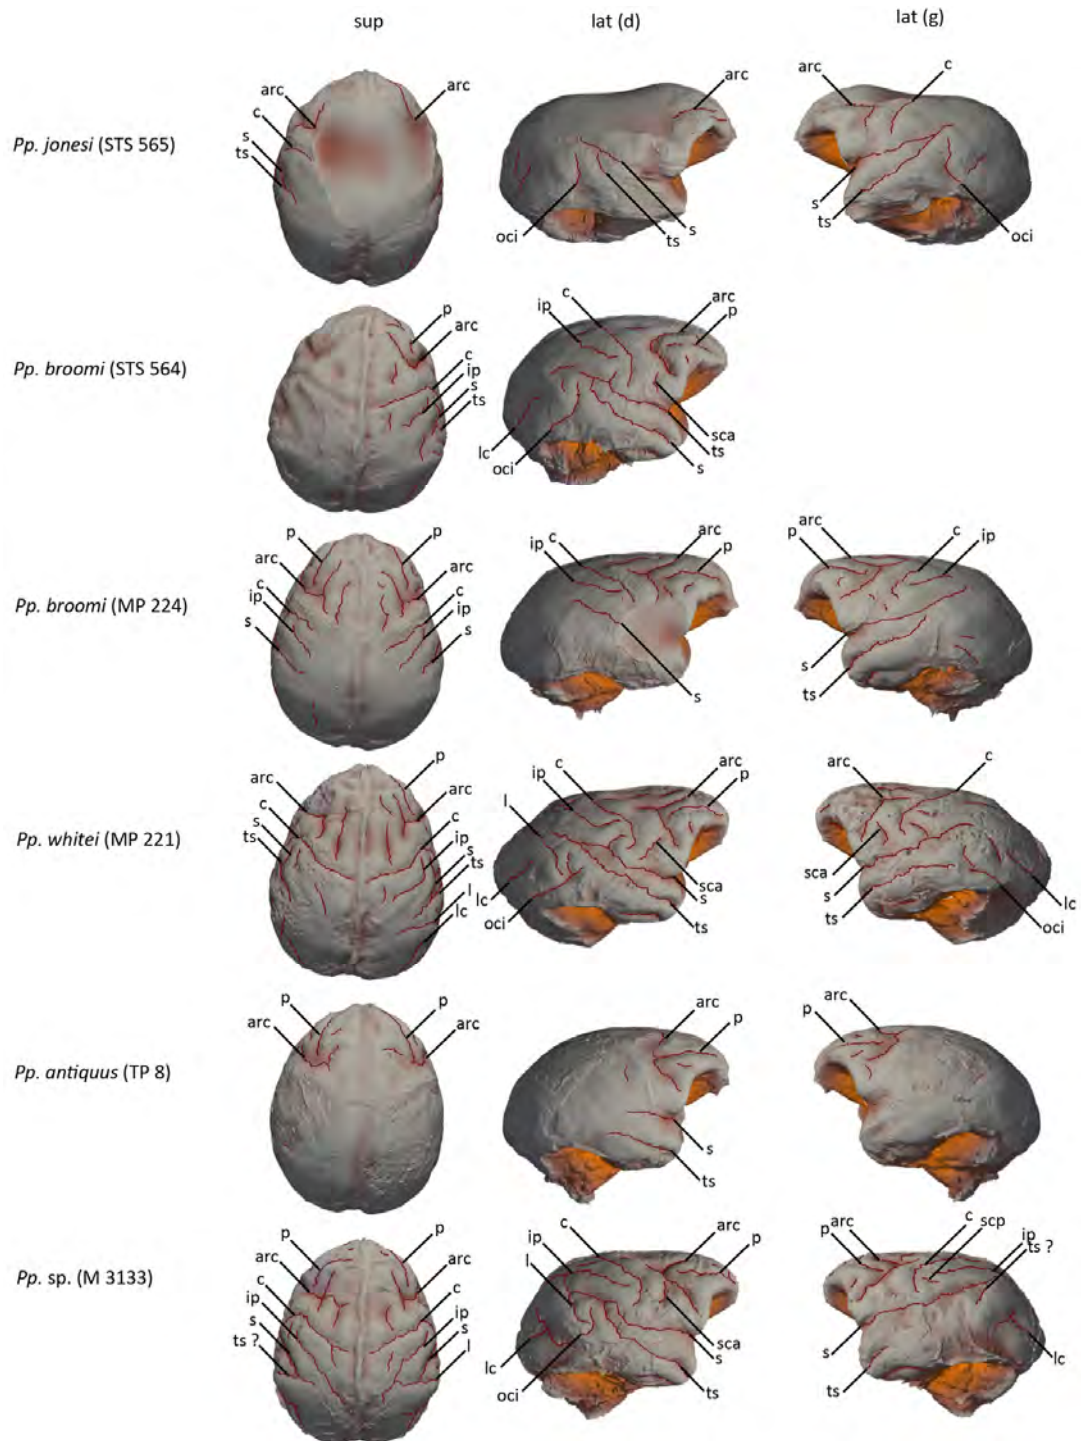 sup lat (d) lat (g)
Pp. jonesi (STS 565)
arc
c
s
ts
arc
arc
oci
ts
s
arc
c
s
ts
oci
Pp. broomi (STS 564)
p
arc
c
ip
s
ts
c
ip
arc
p
lc
oci
sca
ts
s
Pp. broomi (MP 224)
p
arc
c
ip
s
p
arc
c
ip
s
ip
c
arc
p
s
arc
p
c
ip
s
ts
Pp. whitei (MP 221)
arc
c
s
ts
p
arc
c
ip
s
ts
l
lc
l
ip
c
arc
p
lc
oci
sca
s
ts
arc
c
sca
s
ts
lc
oci
Pp. antiquus (TP 8)
p
arc
p
arc
arc
p
s
ts
arc
p
Pp. sp. (M 3133)
p
arc
c
ip
s
ts ?
p
arc
c
ip
s
l
c
ip
l
arc
p
lc
oci
sca
s
ts
arc
p
c
scp
ip
ts ?
s
ts
lc